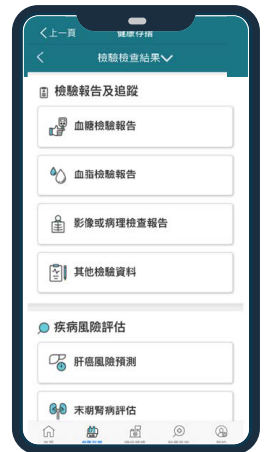 上一頁
健康存摺
檢驗檢查結果
檢驗報告及追蹤
血糖檢驗報告
血脂檢驗報告
影像或病理檢查報告
其他檢驗資料
疾病風險評估
肝癌風險預測
末期腎病評估